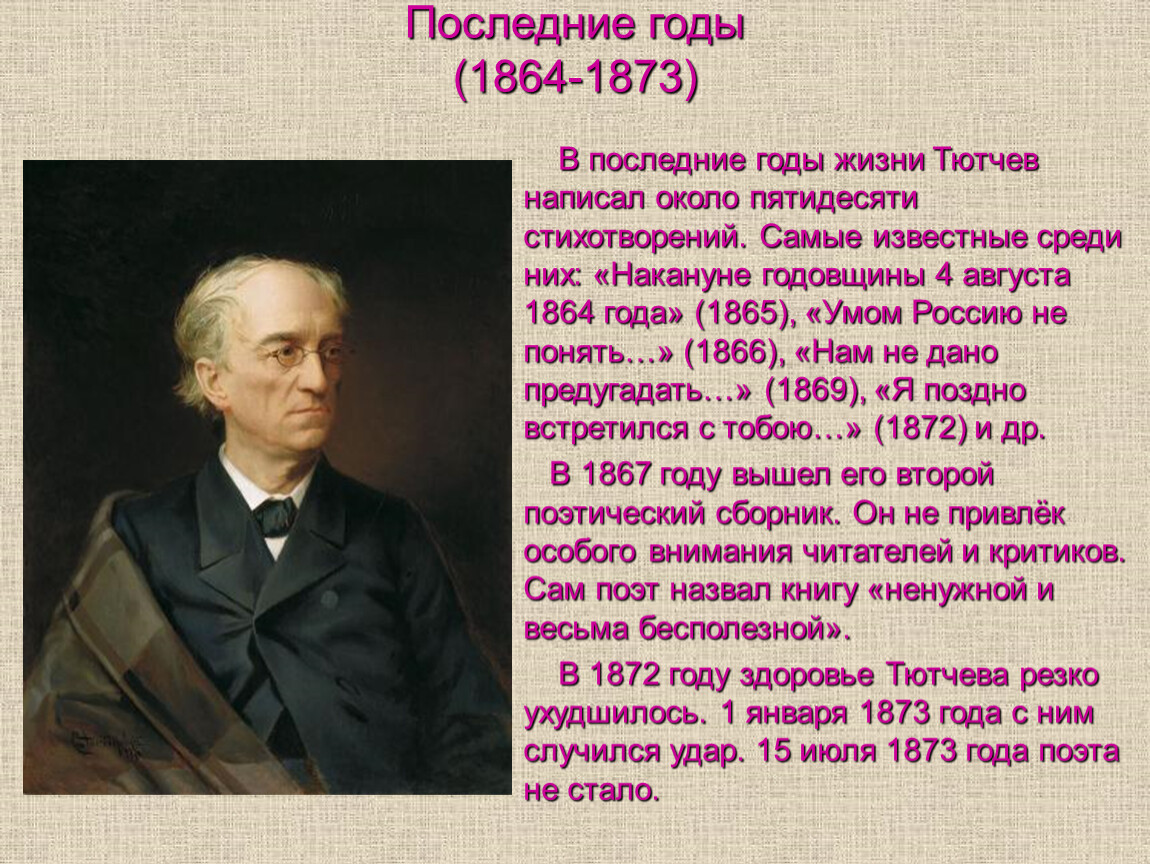 Последние годы
(1864-1873)
В последние годы жизни Тютчев
написал около пятидесяти
стихотворений. Самые известные среди
них: «Накануне годовщины 4 августа
1864 года» (1865), «Умом Россию не
понять…» (1866), «Нам не дано
предугадать…» (1869), «Я поздно
встретился с тобою…» (1872) и др.
В 1867 году вышел его второй
поэтический сборник. Он не привлёк
особого внимания читателей и критиков.
Сам поэт назвал книгу «ненужной и
весьма бесполезной».
В 1872 году здоровье Тютчева резко
ухудшилось. 1 января 1873 года с ним
случился удар. 15 июля 1873 года поэта
не стало.